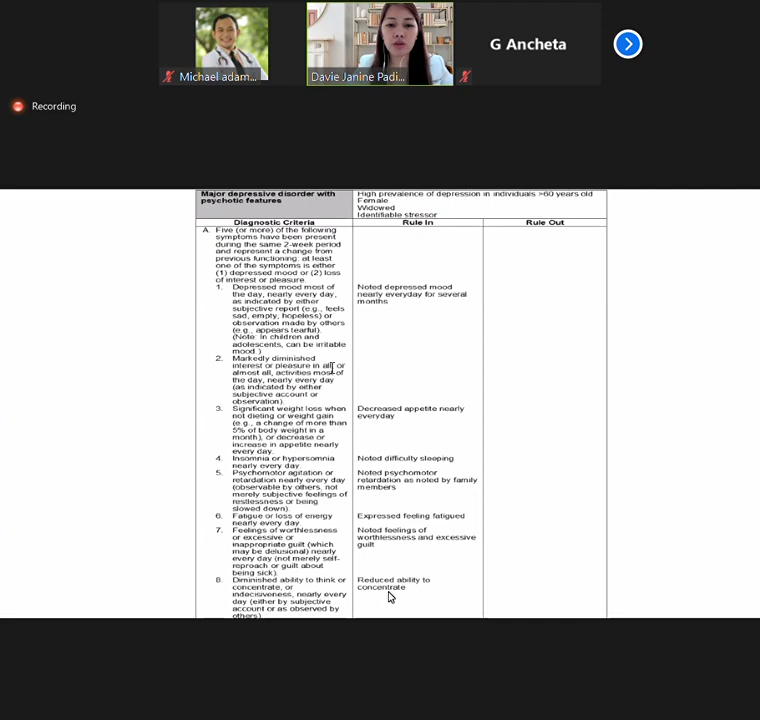 G Ancheta
Michael adam...
Davie Janine Padi...
Recording
Major depressive disorder with
psychotic features
High prevalence of depression in individuals >60 years old
Female
Widowed
Identifiable stressor
Diagnostic Criteria
Rule In
Rule Out
A. Five (or more) of the following
symptoms have been present
during the same 2-week period
and represent a change from
previous functioning: at least
one of the symptoms is either
(1) depressed mood or (2) loss
of interest or pleasure.
1. Depressed mood most of
the day, nearly every day,
as indicated by either
subjective report (e.g., feels
sad, empty, hopeless) or
observation made by others
(e.g., appears tearful).
(Note: In children and
adolescents, can be irritable
mood.)
Noted depressed mood
nearly everyday for several
months
2. Markedly diminished
interest or pleasure in all, or
almost all, activities most of
the day, nearly every day
(as indicated by either
subjective account or
observation).
3. Significant weight loss when
not dieting or weight gain
(e.g., a change of more than
5% of body weight in a
month), or decrease or
increase in appetite nearly
every day.
Decreased appetite nearly
everyday
4. Insomnia or hypersomnia
nearly every day.
Noted difficulty sleeping
5. Psychomotor agitation or
retardation nearly every day
(observable by others, not
merely subjective feelings of
restlessness or being
slowed down).
Noted psychomotor
retardation as noted by family
members
6. Fatigue or loss of energy
nearly every day.
Expressed feeling fatigued
7. Feelings of worthlessness
or excessive or
inappropriate guilt (which
may be delusional) nearly
every day (not merely self-
reproach or guilt about
being sick).
Noted feelings of
worthlessness and excessive
guilt
8. Diminished ability to think or
concentrate, or
indecisiveness, nearly every
day (either by subjective
account or as observed by
others).
Reduced ability to
concentrate